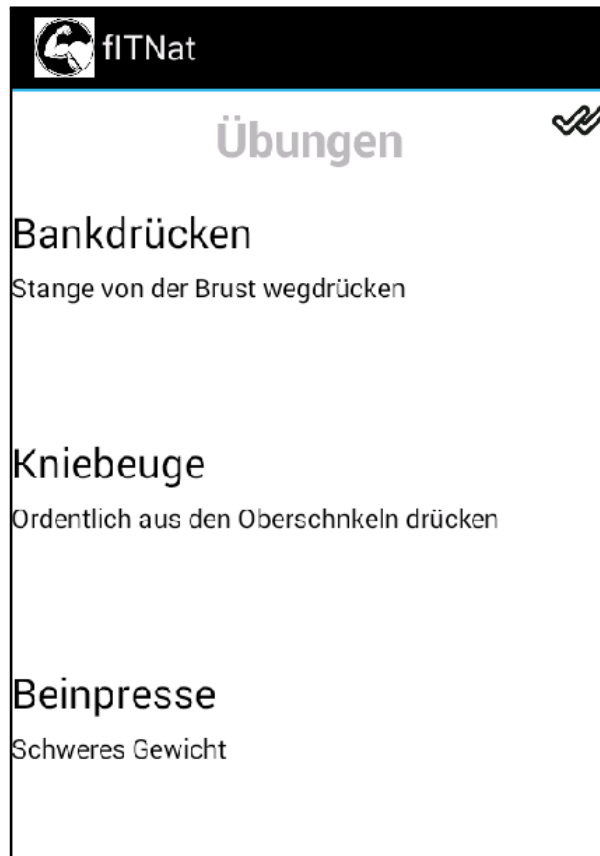 fITNat
Übungen
Bankdrücken
Stange von der Brust wegdrücken
Kniebeuge
Ordentlich aus den Oberschnkeln drücken
Beinpresse
Schweres Gewicht